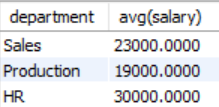 department avg(salary)
Sales 23000.0000
Production 19000.0000
HR 30000.0000